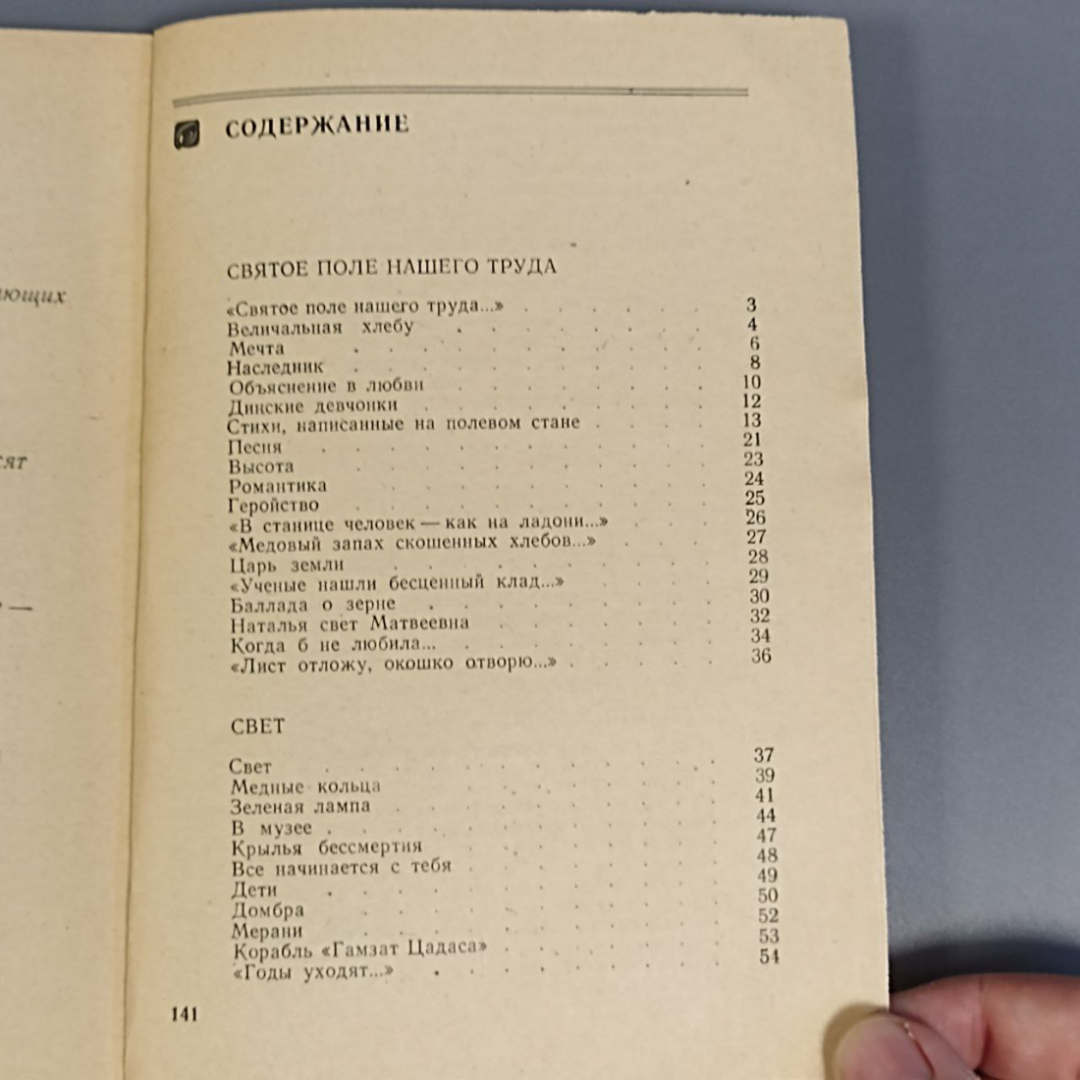 ющих
сят
—
СОДЕРЖАНИЕ
СВЯТОЕ ПОЛЕ НАШЕГО ТРУДА
«Святое поле нашего труда...» . . . . . . 3
Величальная хлебу . . . . . . . 4
Мечта . . . . . . . . . . 6
Наследник . . . . . . . . . . 8
Объяснение в любви . . . . . . . 10
Динские девчонки . . . . . . . . 12
Стихи, написанные на полевом стане . . . . 13
Песня . . . . . . . . . . . 21
Высота . . . . . . . . . . 23
Романтика . . . . . . . . . 24
Геройство . . . . . . . . . . 25
«В станице человек — как на ладони...» . . . 26
«Медовый запах скошенных хлебов...» . . . 27
Царь земли . . . . . . . . . 28
«Ученые нашли бесценный клад...» . . . . 29
Баллада о зерне . . . . . . . . 30
Наталья свет Матвеевна . . . . . . 32
Когда б не любила... . . . . . . . 34
«Лист отложу, окошко отворю...» . . . . . 36
СВЕТ
Свет . . . . . . . . . . . 37
Медные кольца . . . . . . . 39
Зеленая лампа . . . . . . . . . 41
В музее . . . . . . . . . . . 44
Крылья бессмертия . . . . . . . 47
Все начинается с тебя . . . . . . . 48
Дети . . . . . . . . . . . 49
Домбра . . . . . . . . . . 50
Мерани . . . . . . . . . . 52
Корабль «Гамзат Цадаса» . . . . . . 53
«Годы уходят...» . . . . . . . . 54
141